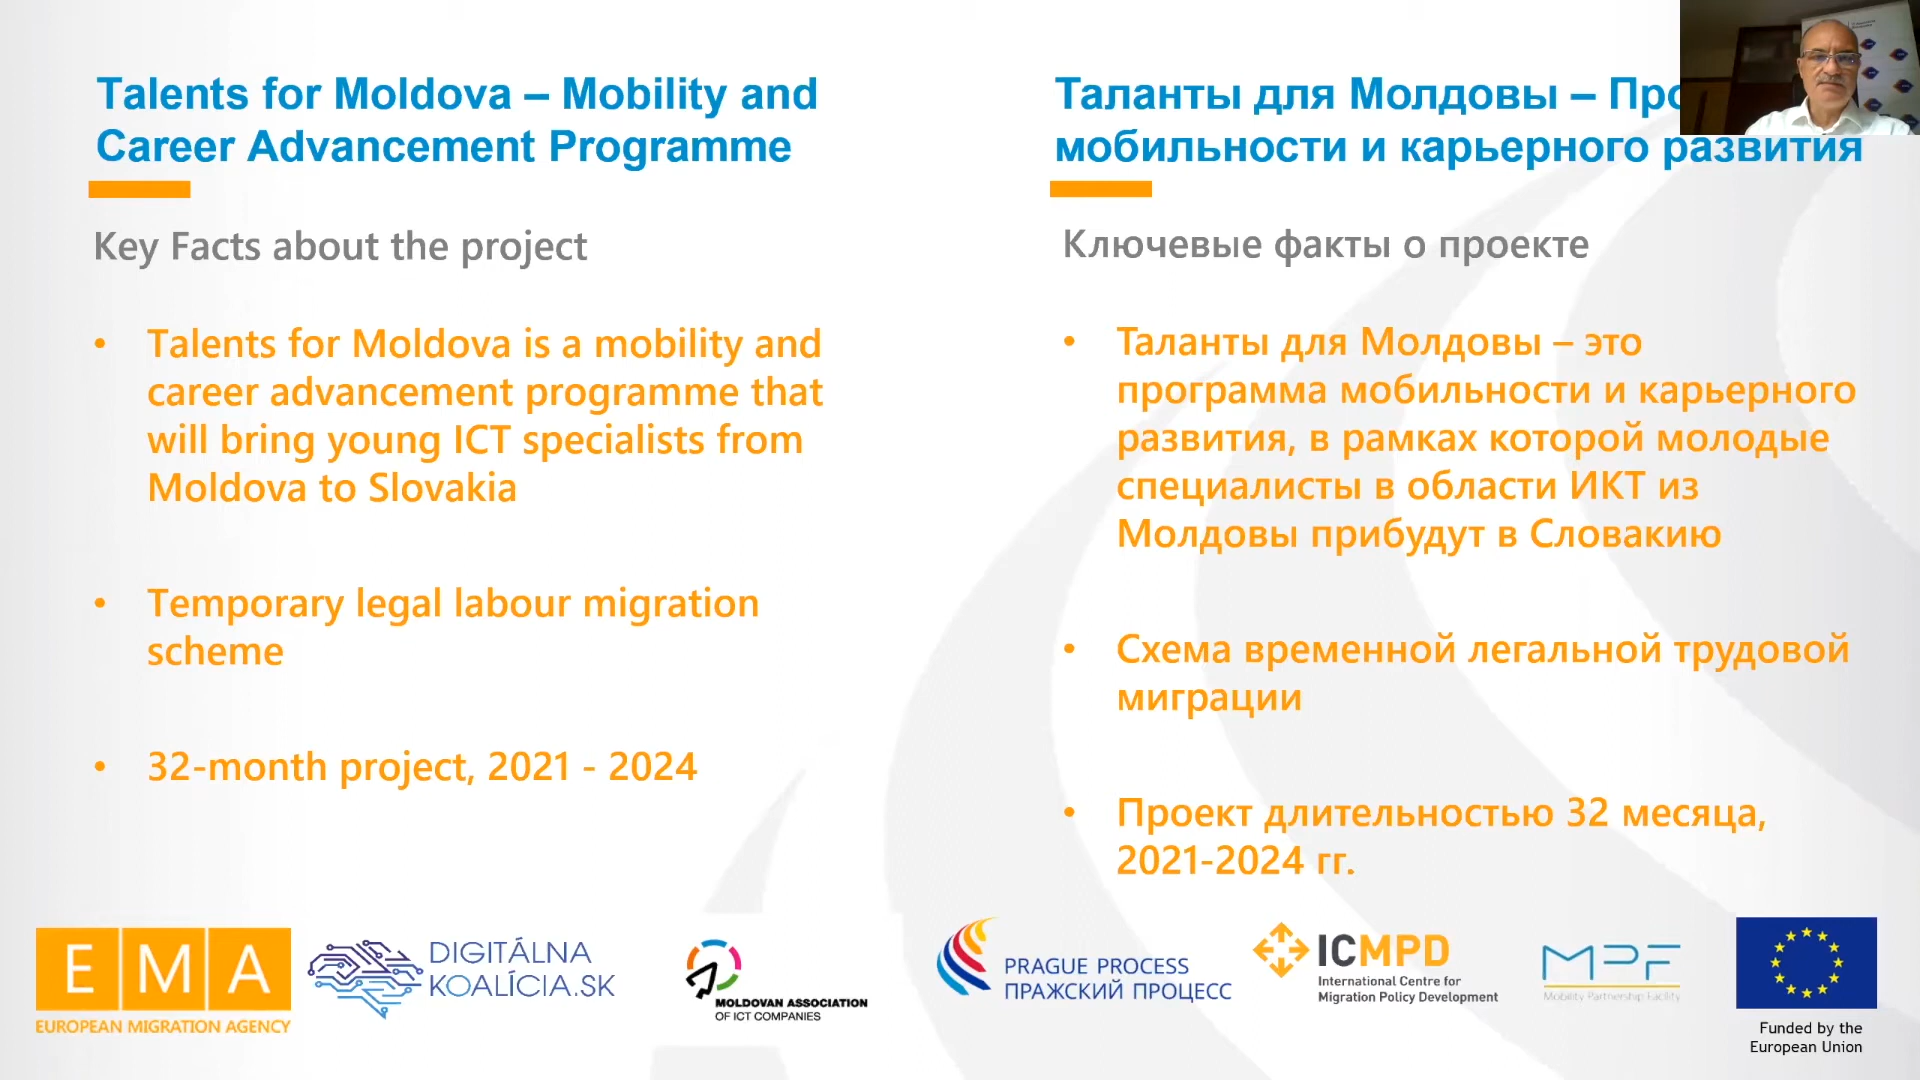 Talents for Moldova – Mobility and
Career Advancement Programme
Key Facts about the project
• Talents for Moldova is a mobility and
career advancement programme that
will bring young ICT specialists from
Moldova to Slovakia
• Temporary legal labour migration
scheme
• 32-month project, 2021 - 2024
Таланты для Молдовы –
мобильности и карьерного развития
Ключевые факты о проекте
• Таланты для Молдовы – это
программа мобильности и карьерного
развития, в рамках которой молодые
специалисты в области ИКТ из
Молдовы прибудут в Словакию
• Схема временной легальной трудовой
миграции
• Проект длительностью 32 месяца,
2021-2024 гг.
EMA
EUROPEAN MIGRATION AGENCY
DIGITÁLNA
KOALÍCIA.SK
MOLDOVAN ASSOCIATION
OF ICT COMPANIES
PRAGUE PROCESS
ПРАЖСКИЙ ПРОЦЕСС
ICMPD
International Centre for
Migration Policy Development
MPF
Mobility Partnership Facility
Funded by the
European Union